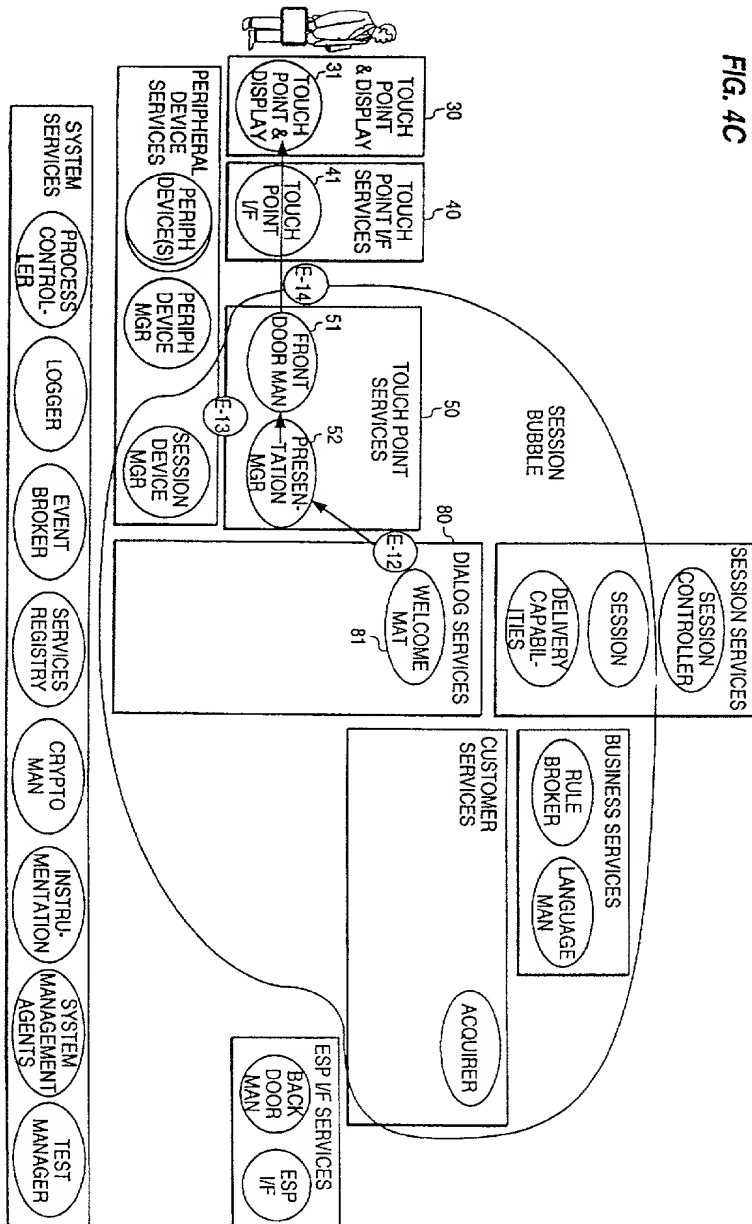 FIG. 4C
SESSION SERVICES
SESSION
CONTROLLER
SESSION
DELIVERY
CAPABIL-
ITIES
BUSINESS SERVICES
RULE
BROKER
LANGUAGE
MAN
SESSION
BUBBLE
TOUCH
POINT
& DISPLAY
30
31
TOUCH
POINT &
DISPLAY
TOUCH
POINT I/F
SERVICES
40
41
TOUCH
POINT
I/F
TOUCH POINT
SERVICES
50
51
FRONT
DOOR MAN
52
PRESEN-
TATION
MGR
E-14
E-13
E-12
80
DIALOG SERVICES
WELCOME
MAT
81
CUSTOMER
SERVICES
ACQUIRER
ESP I/F SERVICES
BACK
DOOR
MAN
ESP
I/F
PERIPHERAL
DEVICE
SERVICES
PERIPH
DEVICE(S)
PERIPH
DEVICE
MGR
SESSION
DEVICE
MGR
SYSTEM
SERVICES
PROCESS
CONTROL-
LER
LOGGER
EVENT
BROKER
SERVICES
REGISTRY
CRYPTO
MAN
INSTRU-
MENTATION
SYSTEM
MANAGEMENT
AGENTS
TEST
MANAGER